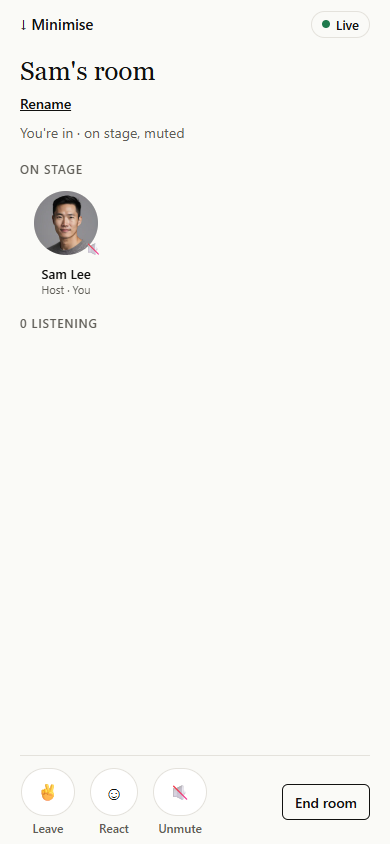 ↓ Minimise
Live
Sam's room
Rename
You're in · on stage, muted
ON STAGE
Sam Lee
Host · You
0 LISTENING
Leave
React
Unmute
End room